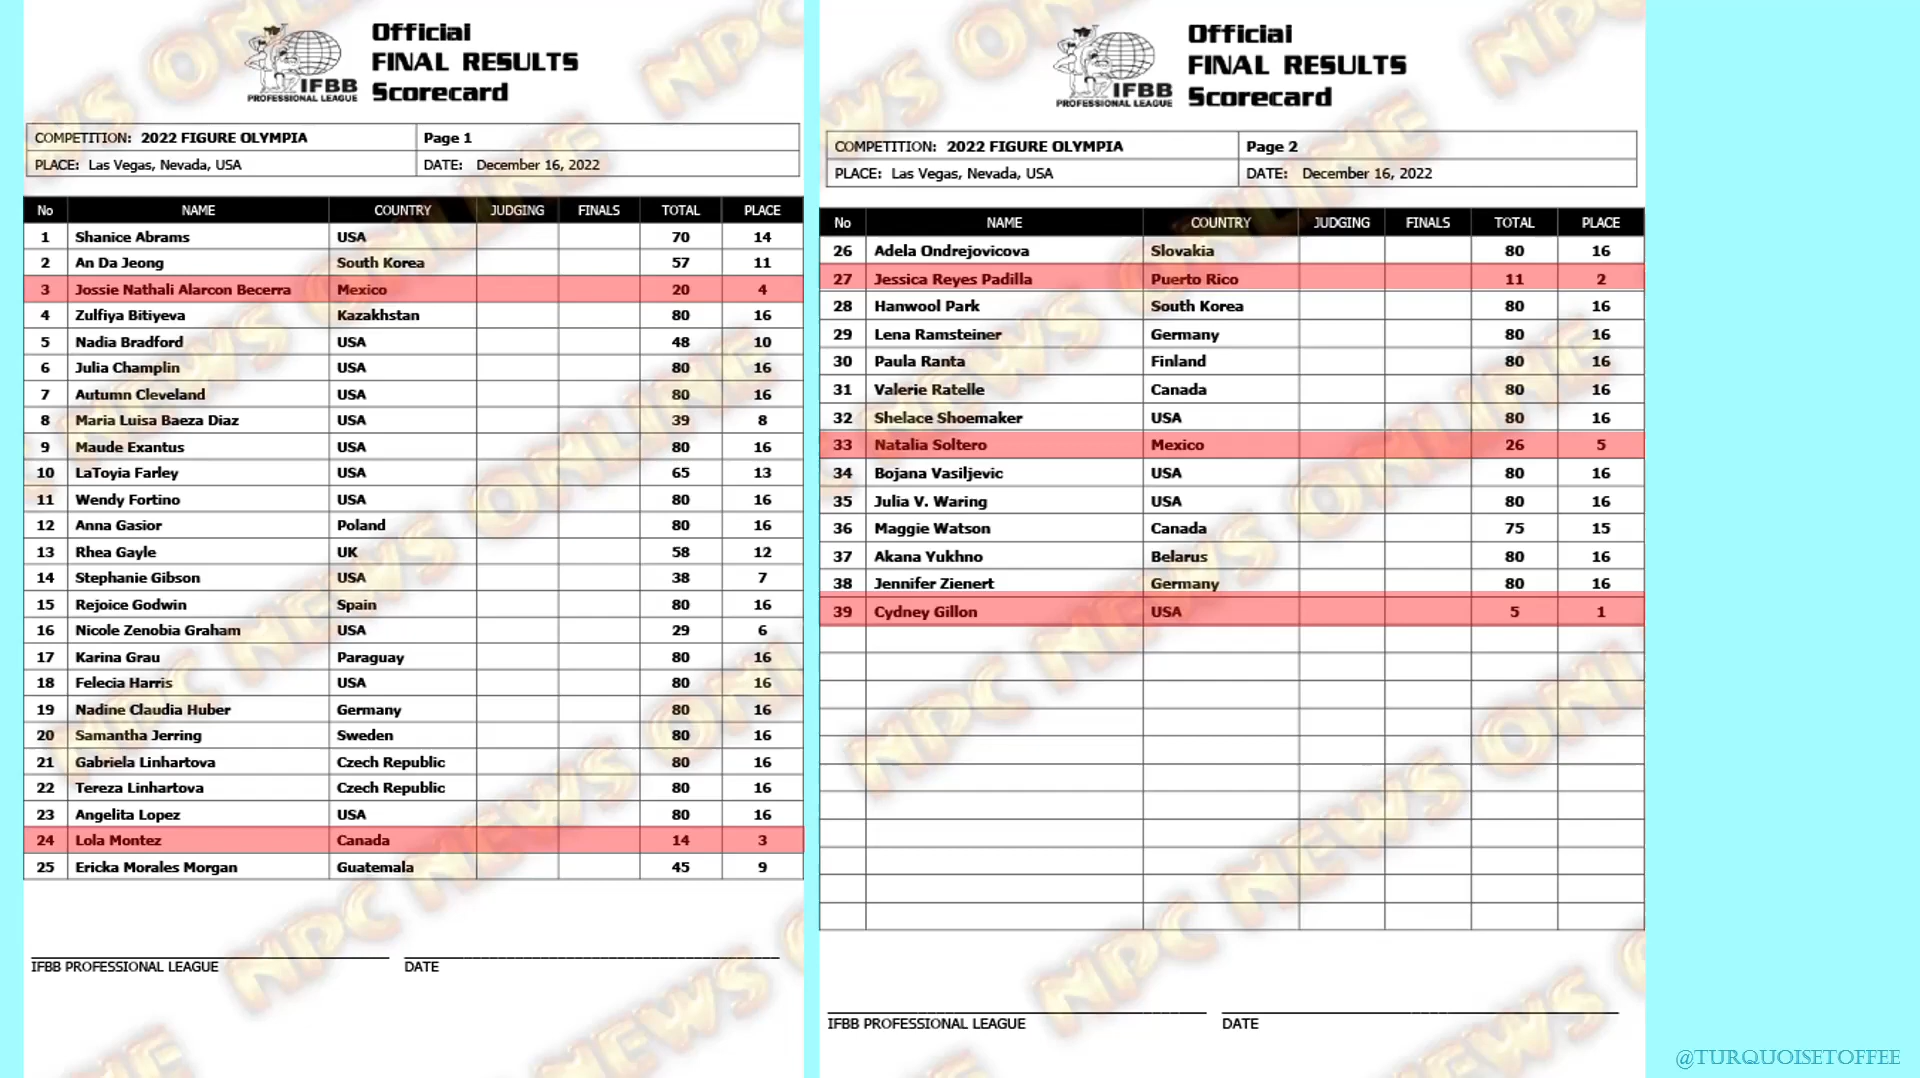 Official
FINAL RESULTS
Scorecard
IFBB
PROFESSIONAL LEAGUE
COMPETITION: 2022 FIGURE OLYMPIA Page 1
PLACE: Las Vegas, Nevada, USA DATE: December 16, 2022
No NAME COUNTRY JUDGING FINALS TOTAL PLACE
1 Shanice Abrams USA 70 14
2 An Da Jeong South Korea 57 11
3 Jossie Nathali Alarcon Becerra Mexico 20 4
4 Zulfiya Bitiyeva Kazakhstan 80 16
5 Nadia Bradford USA 48 10
6 Julia Champlin USA 80 16
7 Autumn Cleveland USA 80 16
8 Maria Luisa Baeza Diaz USA 39 8
9 Maude Exantus USA 80 16
10 LaToyia Farley USA 65 13
11 Wendy Fortino USA 80 16
12 Anna Gasior Poland 80 16
13 Rhea Gayle UK 58 12
14 Stephanie Gibson USA 38 7
15 Rejoice Godwin Spain 80 16
16 Nicole Zenobia Graham USA 29 6
17 Karina Grau Paraguay 80 16
18 Felecia Harris USA 80 16
19 Nadine Claudia Huber Germany 80 16
20 Samantha Jerring Sweden 80 16
21 Gabriela Linhartova Czech Republic 80 16
22 Tereza Linhartova Czech Republic 80 16
23 Angelita Lopez USA 80 16
24 Lola Montez Canada 14 3
25 Ericka Morales Morgan Guatemala 45 9
IFBB PROFESSIONAL LEAGUE DATE
Official
FINAL RESULTS
Scorecard
IFBB
PROFESSIONAL LEAGUE
COMPETITION: 2022 FIGURE OLYMPIA Page 2
PLACE: Las Vegas, Nevada, USA DATE: December 16, 2022
No NAME COUNTRY JUDGING FINALS TOTAL PLACE
26 Adela Ondrejovicova Slovakia 80 16
27 Jessica Reyes Padilla Puerto Rico 11 2
28 Hanwool Park South Korea 80 16
29 Lena Ramsteiner Germany 80 16
30 Paula Ranta Finland 80 16
31 Valerie Ratelle Canada 80 16
32 Shelace Shoemaker USA 80 16
33 Natalia Soltero Mexico 26 5
34 Bojana Vasiljevic USA 80 16
35 Julia V. Waring USA 80 16
36 Maggie Watson Canada 75 15
37 Akana Yukhno Belarus 80 16
38 Jennifer Zienert Germany 80 16
39 Cydney Gillon USA 5 1
IFBB PROFESSIONAL LEAGUE DATE
NPC NEWS ONLINE
@TURQUOISETOFFEE